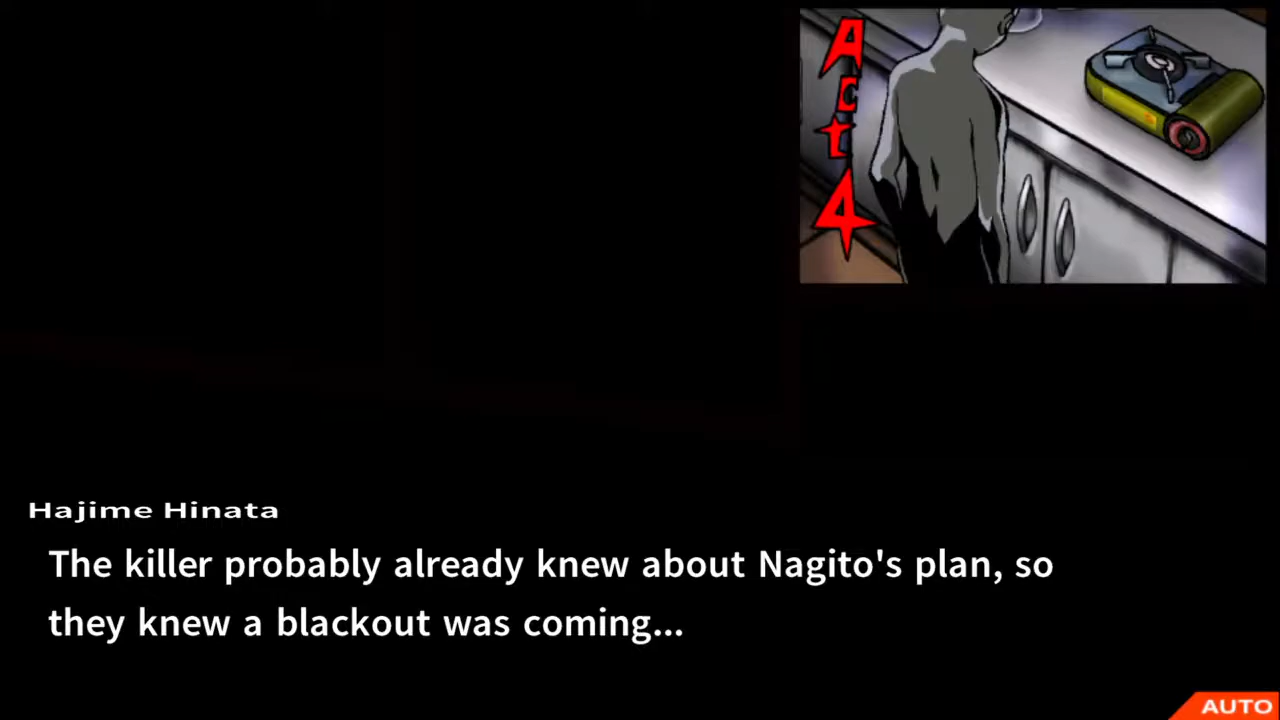 Act 4
Hajime Hinata
The killer probably already knew about Nagito's plan, so
they knew a blackout was coming...
AUTO